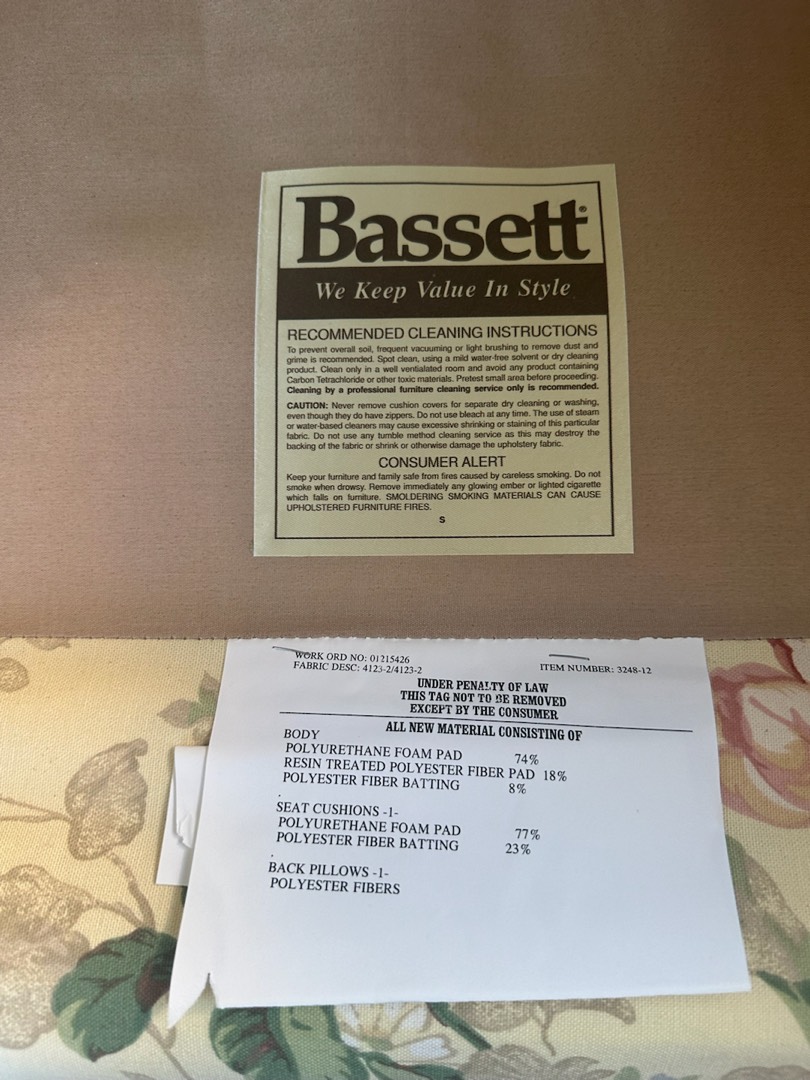 Bassett®
We Keep Value In Style
RECOMMENDED CLEANING INSTRUCTIONS
To prevent overall soil, frequent vacuuming or light brushing to remove dust and
grime is recommended. Spot clean, using a mild water-free solvent or dry cleaning
product. Clean only in a well ventialated room and avoid any product containing
Carbon Tetrachloride or other toxic materials. Pretest small area before proceeding.
Cleaning by a professional furniture cleaning service only is recommended.
CAUTION: Never remove cushion covers for separate dry cleaning or washing,
even though they do have zippers. Do not use bleach at any time. The use of steam
or water-based cleaners may cause excessive shrinking or staining of this particular
fabric. Do not use any tumble method cleaning service as this may destroy the
backing of the fabric or shrink or otherwise damage the upholstery fabric.
CONSUMER ALERT
Keep your furniture and family safe from fires caused by careless smoking. Do not
smoke when drowsy. Remove immediately any glowing ember or lighted cigarette
which falls on furniture. SMOLDERING SMOKING MATERIALS CAN CAUSE
UPHOLSTERED FURNITURE FIRES.
S
WORK ORD NO: 01215426
FABRIC DESC: 4123-2/4123-2 ITEM NUMBER: 3248-12
UNDER PENALTY OF LAW
THIS TAG NOT TO BE REMOVED
EXCEPT BY THE CONSUMER
ALL NEW MATERIAL CONSISTING OF
BODY
POLYURETHANE FOAM PAD 74%
RESIN TREATED POLYESTER FIBER PAD 18%
POLYESTER FIBER BATTING 8%
SEAT CUSHIONS -1-
POLYURETHANE FOAM PAD 77%
POLYESTER FIBER BATTING 23%
BACK PILLOWS -1-
POLYESTER FIBERS